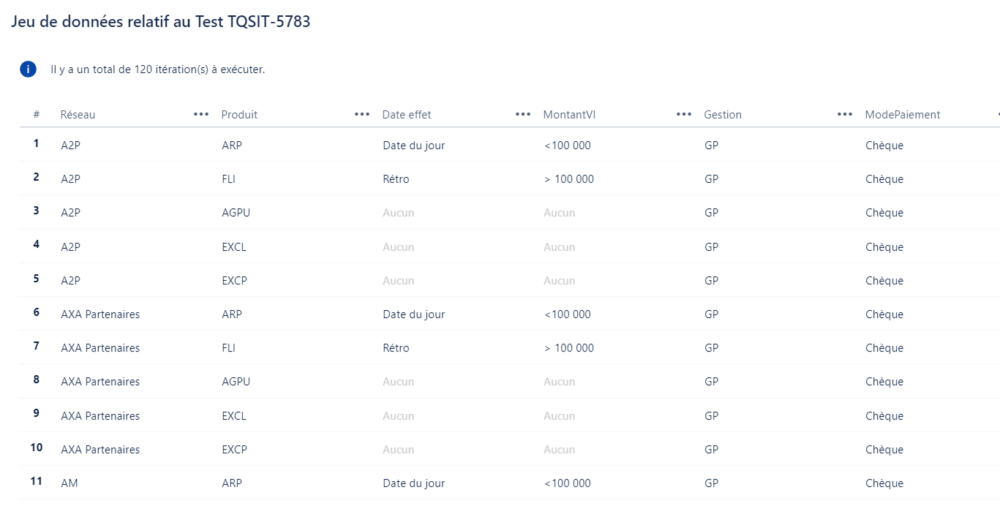 Jeu de données relatif au Test TQSIT-5783
i Il y a un total de 120 itération(s) à exécuter.
# Réseau ••• Produit ••• Date effet ••• MontantVI ••• Gestion ••• ModePaiement
1 A2P ARP Date du jour <100 000 GP Chèque
2 A2P FLI Rétro > 100 000 GP Chèque
3 A2P AGPU Aucun Aucun GP Chèque
4 A2P EXCL Aucun Aucun GP Chèque
5 A2P EXCP Aucun Aucun GP Chèque
6 AXA Partenaires ARP Date du jour <100 000 GP Chèque
7 AXA Partenaires FLI Rétro > 100 000 GP Chèque
8 AXA Partenaires AGPU Aucun Aucun GP Chèque
9 AXA Partenaires EXCL Aucun Aucun GP Chèque
10 AXA Partenaires EXCP Aucun Aucun GP Chèque
11 AM ARP Date du jour <100 000 GP Chèque